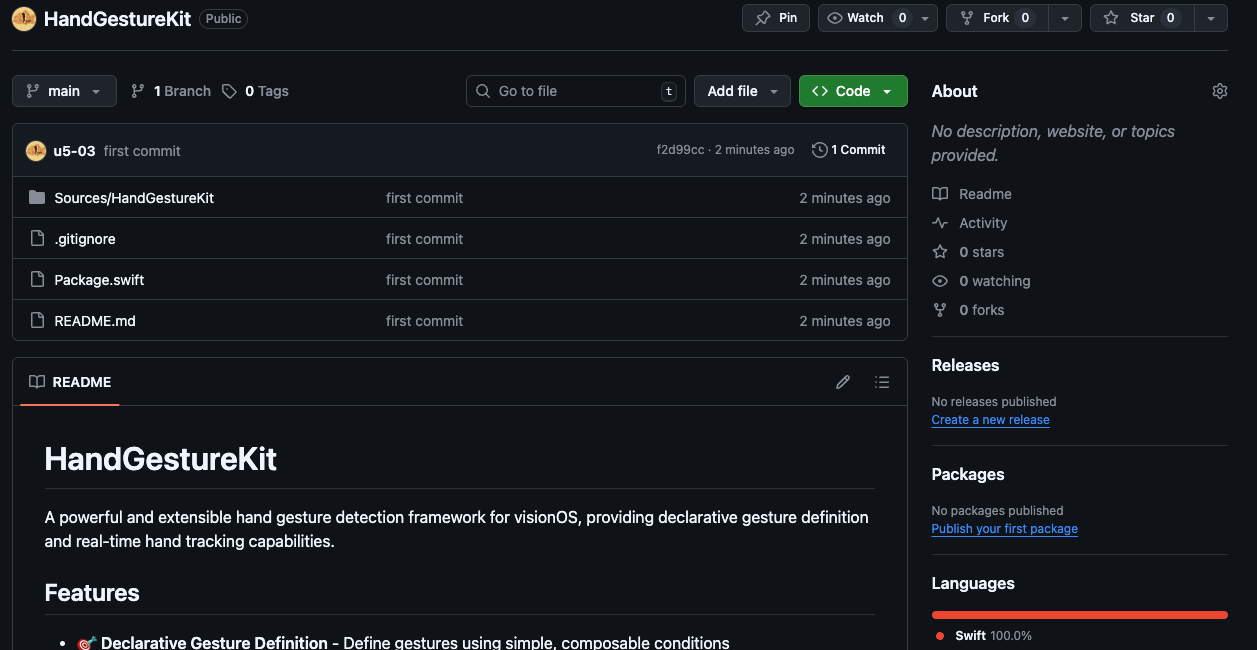 HandGestureKit Public Pin Watch 0 Fork 0 Star 0
main 1 Branch 0 Tags Go to file t Add file Code
u5-03 first commit f2d99cc · 2 minutes ago 1 Commit
Sources/HandGestureKit first commit 2 minutes ago
.gitignore first commit 2 minutes ago
Package.swift first commit 2 minutes ago
README.md first commit 2 minutes ago
README
HandGestureKit
A powerful and extensible hand gesture detection framework for visionOS, providing declarative gesture definition
and real-time hand tracking capabilities.
Features
• 🎯 Declarative Gesture Definition - Define gestures using simple, composable conditions
About
No description, website, or topics
provided.
Readme
Activity
0 stars
0 watching
0 forks
Releases
No releases published
Create a new release
Packages
No packages published
Publish your first package
Languages
Swift 100.0%